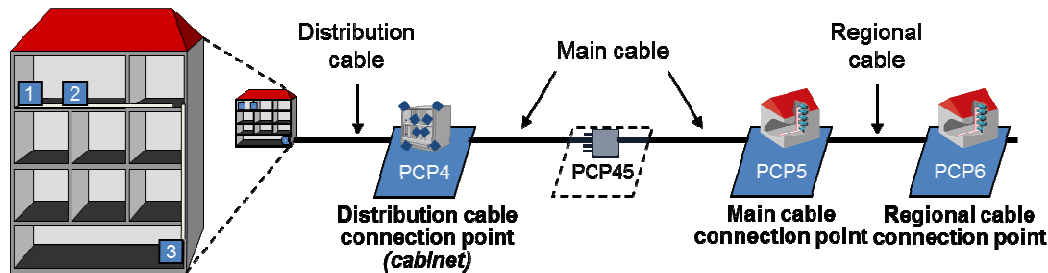 Distribution
cable
Main cable
Regional
cable
1
2
3
PCP4
PCP45
PCP5
PCP6
Distribution cable
connection point
(cabinet)
Main cable
connection point
Regional cable
connection point